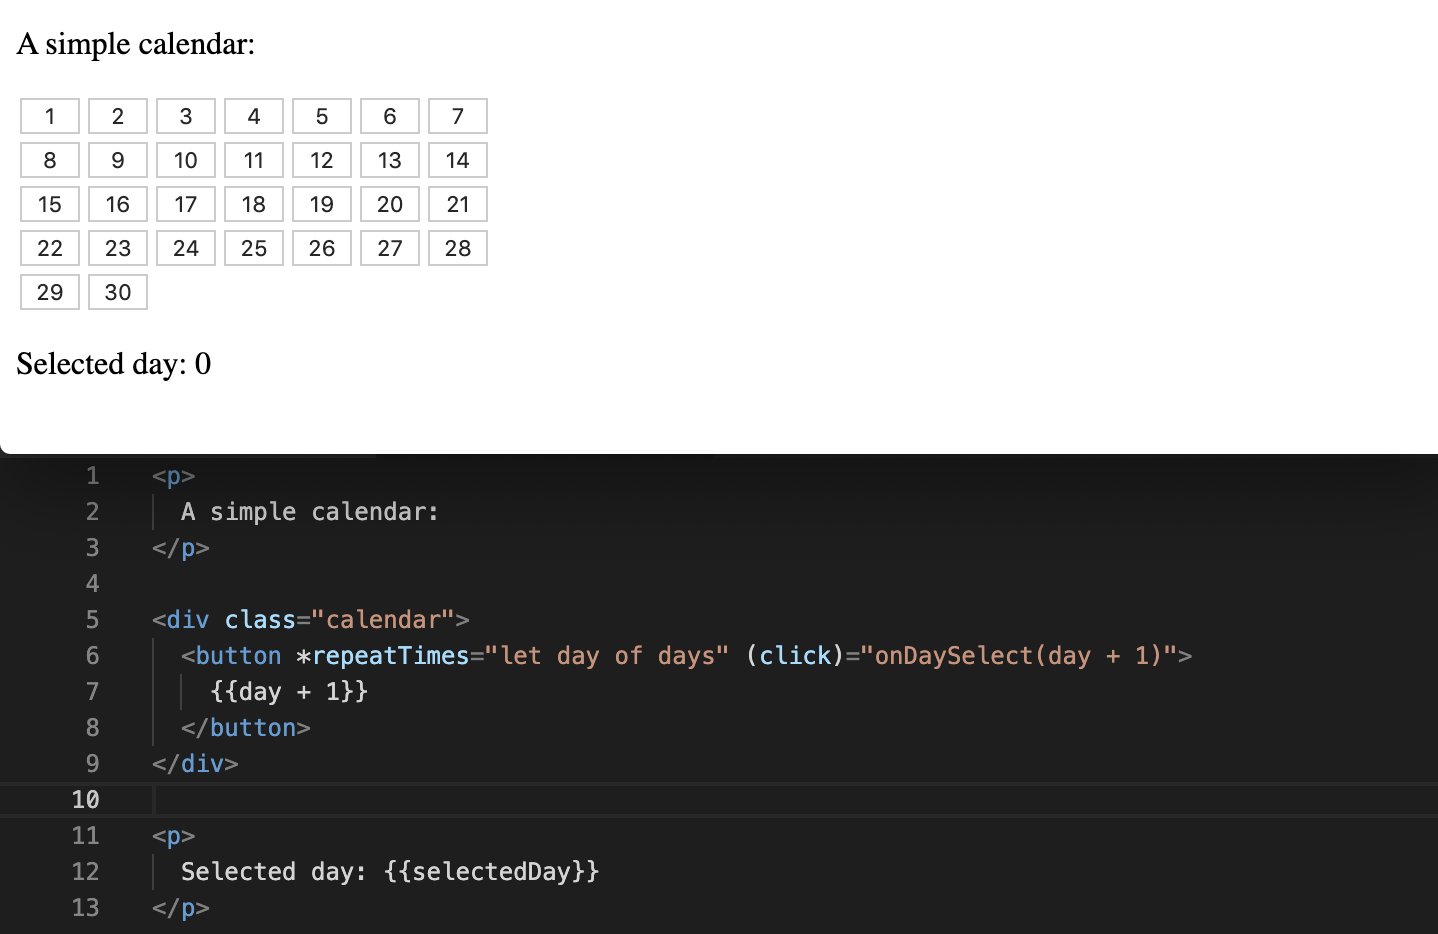 A simple calendar:
1 2 3 4 5 6 7
8 9 10 11 12 13 14
15 16 17 18 19 20 21
22 23 24 25 26 27 28
29 30
Selected day: 0
1 <p>
2 A simple calendar:
3 </p>
4
5 <div class="calendar">
6 <button *repeatTimes="let day of days" (click)="onDaySelect(day + 1)">
7 {{day + 1}}
8 </button>
9 </div>
10
11 <p>
12 Selected day: {{selectedDay}}
13 </p>